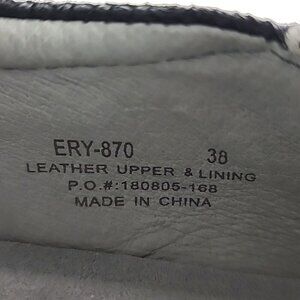 ERY-870 38
LEATHER UPPER & LINING
P.O.#:180805-168
MADE IN CHINA